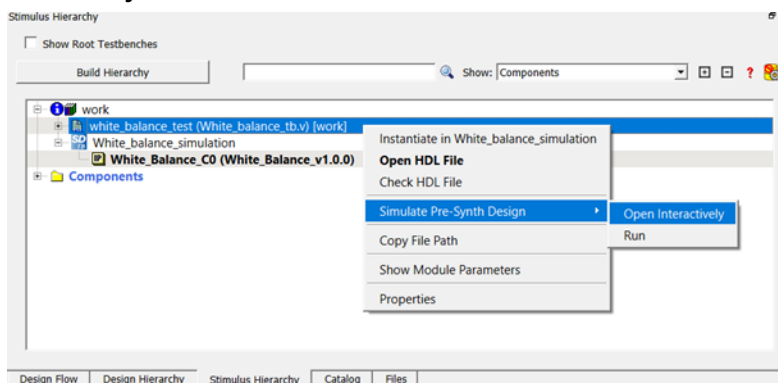 Stimulus Hierarchy
Show Root Testbenches
Build Hierarchy
Show: Components
work
white_balance_test (White_balance_tb.v) [work]
White_balance_simulation
White_Balance_C0 (White_Balance_v1.0.0)
Components
Instantiate in White_balance_simulation
Open HDL File
Check HDL File
Simulate Pre-Synth Design
Open Interactively
Run
Copy File Path
Show Module Parameters
Properties
Design Flow Design Hierarchy Stimulus Hierarchy Catalog Files